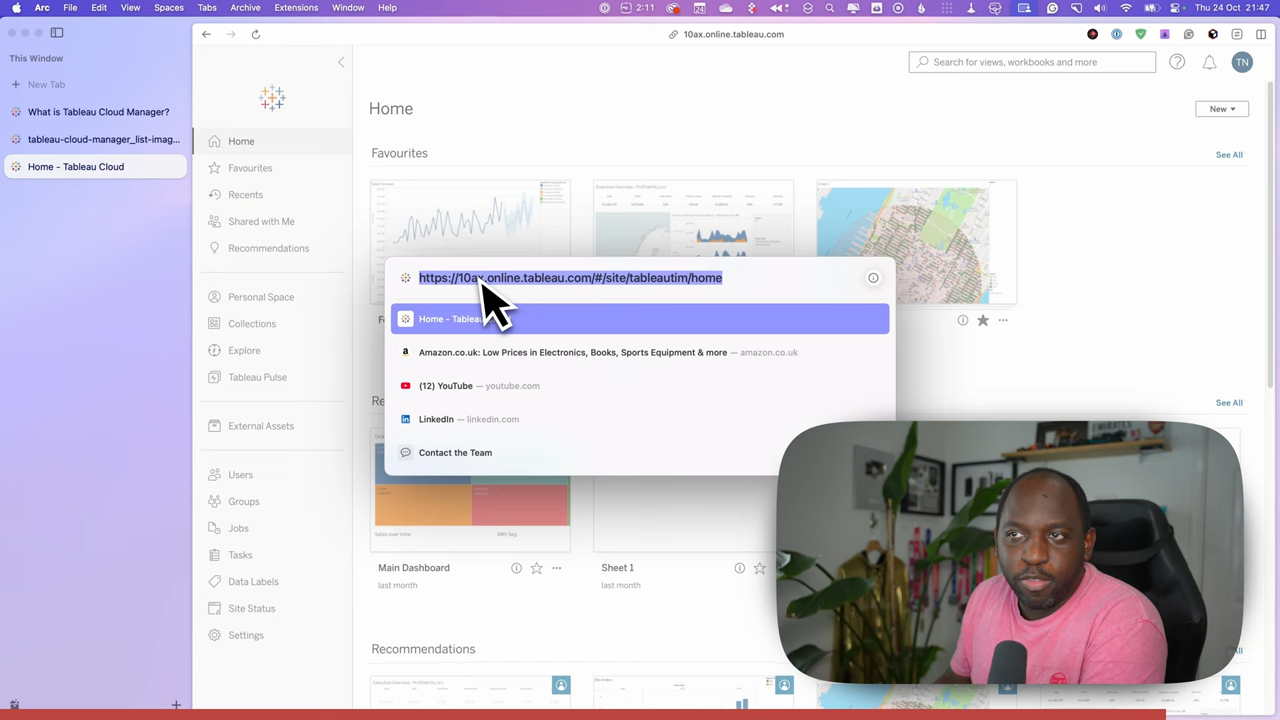 Arc File Edit View Spaces Tabs Archive Extensions Window Help 2:11 Thu 24 Oct 21:47
This Window
New Tab
What is Tableau Cloud Manager?
tableau-cloud-manager_list-imag...
Home - Tableau Cloud
10ax.online.tableau.com
Search for views, workbooks and more
TN
Home
Favourites
Recents
Shared with Me
Recommendations
Personal Space
Collections
Explore
Tableau Pulse
External Assets
Users
Groups
Jobs
Tasks
Data Labels
Site Status
Settings
Home
New
Favourites
See All
https://10ax.online.tableau.com/#/site/tableautim/home
Home - Tableau
Amazon.co.uk: Low Prices in Electronics, Books, Sports Equipment & more — amazon.co.uk
(12) YouTube — youtube.com
LinkedIn — linkedin.com
Contact the Team
See All
Main Dashboard
last month
Sheet 1
last month
Recommendations